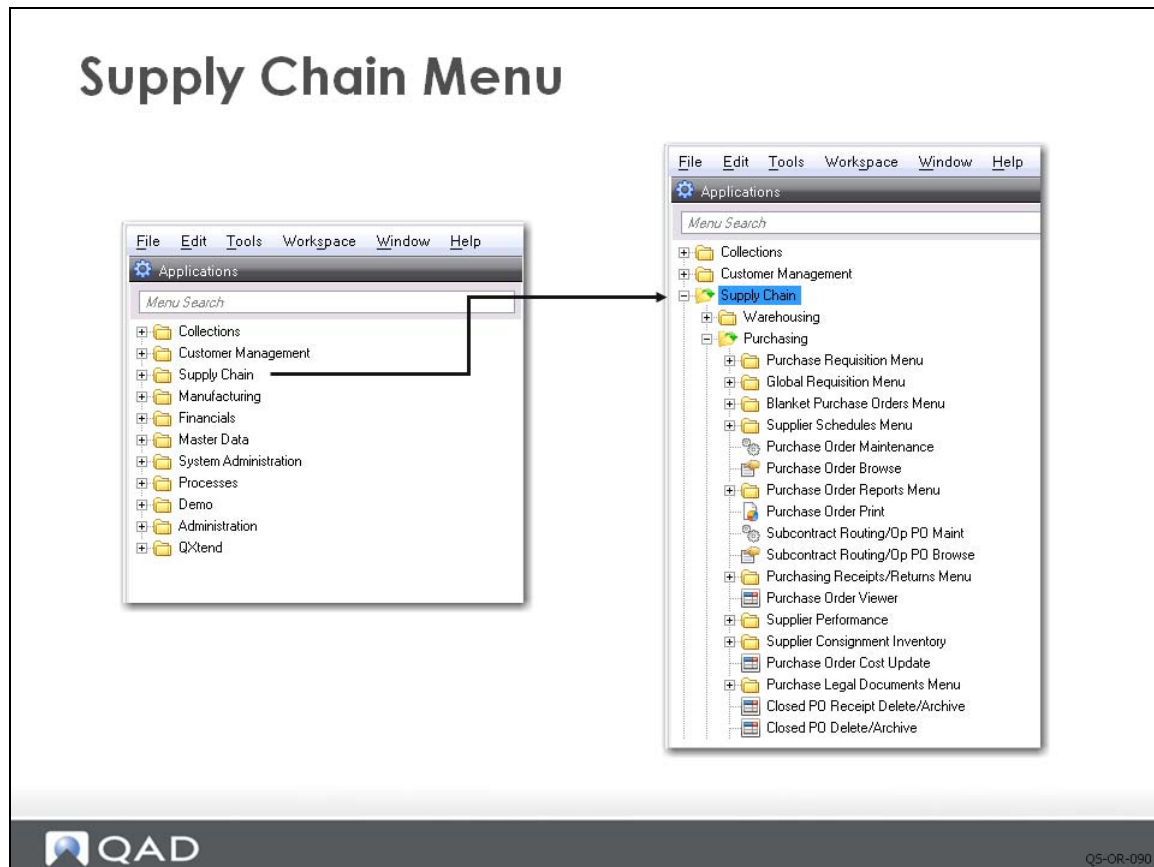 Supply Chain Menu
File Edit Tools Workspace Window Help
Applications
Menu Search
Collections
Customer Management
Supply Chain
Manufacturing
Financials
Master Data
System Administration
Processes
Demo
Administration
QXtend
File Edit Tools Workspace Window Help
Applications
Menu Search
Collections
Customer Management
Supply Chain
Warehousing
Purchasing
Purchase Requisition Menu
Global Requisition Menu
Blanket Purchase Orders Menu
Supplier Schedules Menu
Purchase Order Maintenance
Purchase Order Browse
Purchase Order Reports Menu
Purchase Order Print
Subcontract Routing/Op PO Maint
Subcontract Routing/Op PO Browse
Purchasing Receipts/Returns Menu
Purchase Order Viewer
Supplier Performance
Supplier Consignment Inventory
Purchase Order Cost Update
Purchase Legal Documents Menu
Closed PO Receipt Delete/Archive
Closed PO Delete/Archive
QAD
QS-OR-090